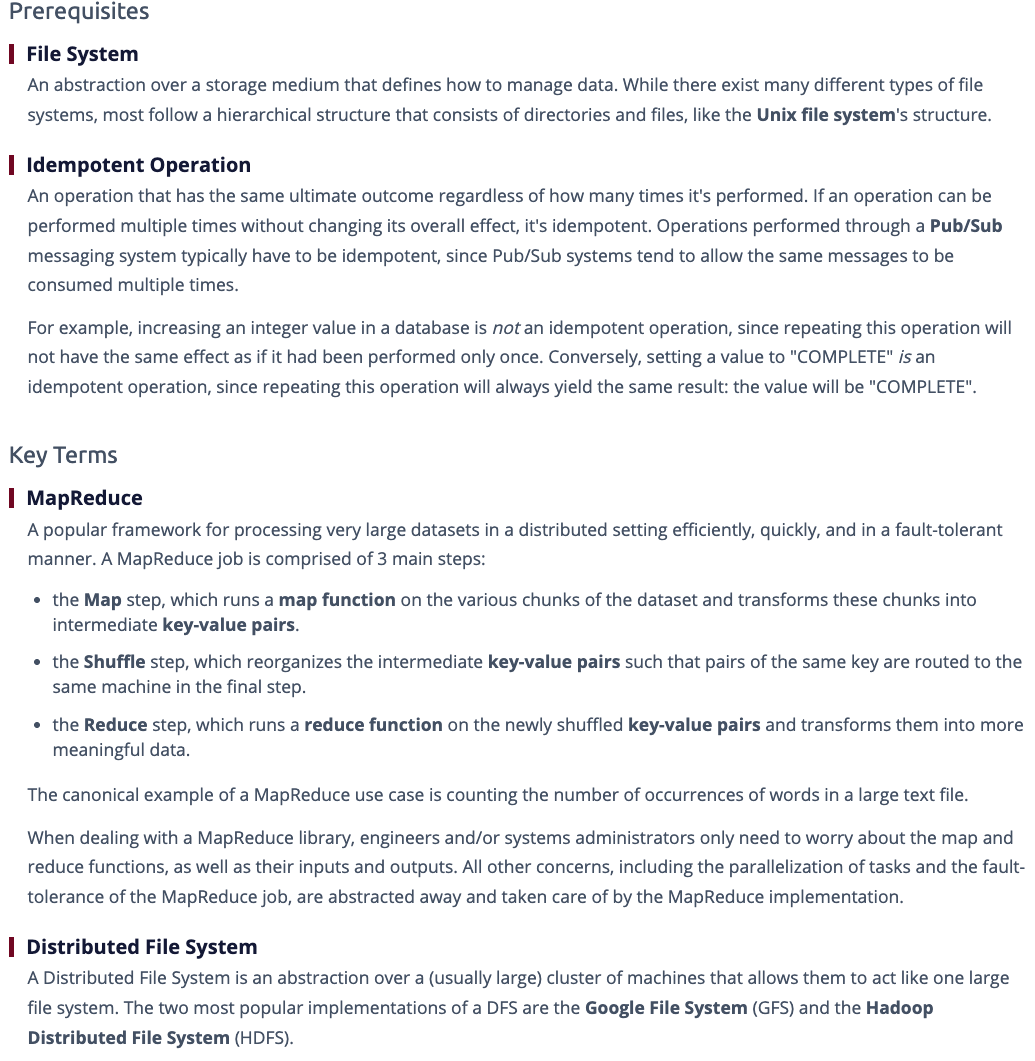 Prerequisites
File System
An abstraction over a storage medium that defines how to manage data. While there exist many different types of file
systems, most follow a hierarchical structure that consists of directories and files, like the Unix file system's structure.
Idempotent Operation
An operation that has the same ultimate outcome regardless of how many times it's performed. If an operation can be
performed multiple times without changing its overall effect, it's idempotent. Operations performed through a Pub/Sub
messaging system typically have to be idempotent, since Pub/Sub systems tend to allow the same messages to be
consumed multiple times.
For example, increasing an integer value in a database is not an idempotent operation, since repeating this operation will
not have the same effect as if it had been performed only once. Conversely, setting a value to "COMPLETE" is an
idempotent operation, since repeating this operation will always yield the same result: the value will be "COMPLETE".
Key Terms
MapReduce
A popular framework for processing very large datasets in a distributed setting efficiently, quickly, and in a fault-tolerant
manner. A MapReduce job is comprised of 3 main steps:
• the Map step, which runs a map function on the various chunks of the dataset and transforms these chunks into
intermediate key-value pairs.
• the Shuffle step, which reorganizes the intermediate key-value pairs such that pairs of the same key are routed to the
same machine in the final step.
• the Reduce step, which runs a reduce function on the newly shuffled key-value pairs and transforms them into more
meaningful data.
The canonical example of a MapReduce use case is counting the number of occurrences of words in a large text file.
When dealing with a MapReduce library, engineers and/or systems administrators only need to worry about the map and
reduce functions, as well as their inputs and outputs. All other concerns, including the parallelization of tasks and the fault-
tolerance of the MapReduce job, are abstracted away and taken care of by the MapReduce implementation.
Distributed File System
A Distributed File System is an abstraction over a (usually large) cluster of machines that allows them to act like one large
file system. The two most popular implementations of a DFS are the Google File System (GFS) and the Hadoop
Distributed File System (HDFS).